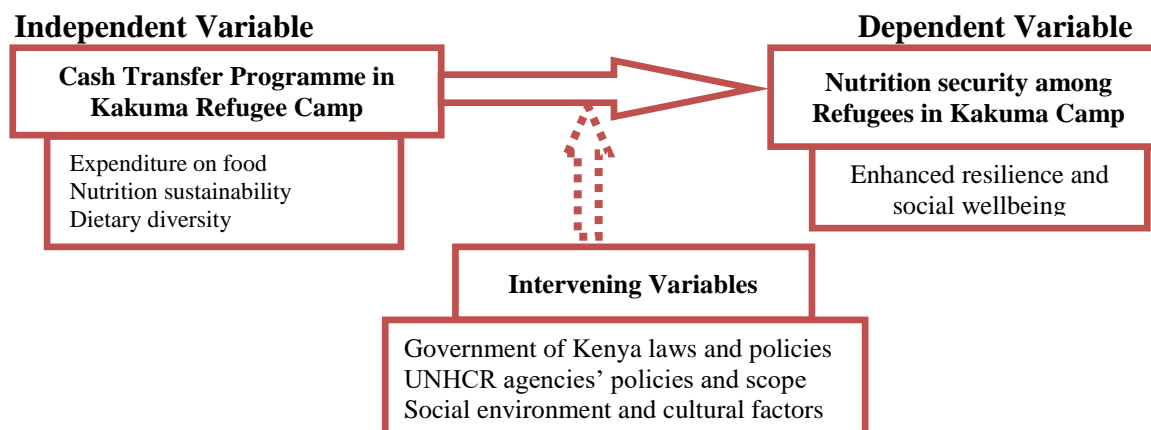 Independent Variable
Cash Transfer Programme in
Kakuma Refugee Camp
Expenditure on food
Nutrition sustainability
Dietary diversity
Dependent Variable
Nutrition security among
Refugees in Kakuma Camp
Enhanced resilience and
social wellbeing
Intervening Variables
Government of Kenya laws and policies
UNHCR agencies’ policies and scope
Social environment and cultural factors